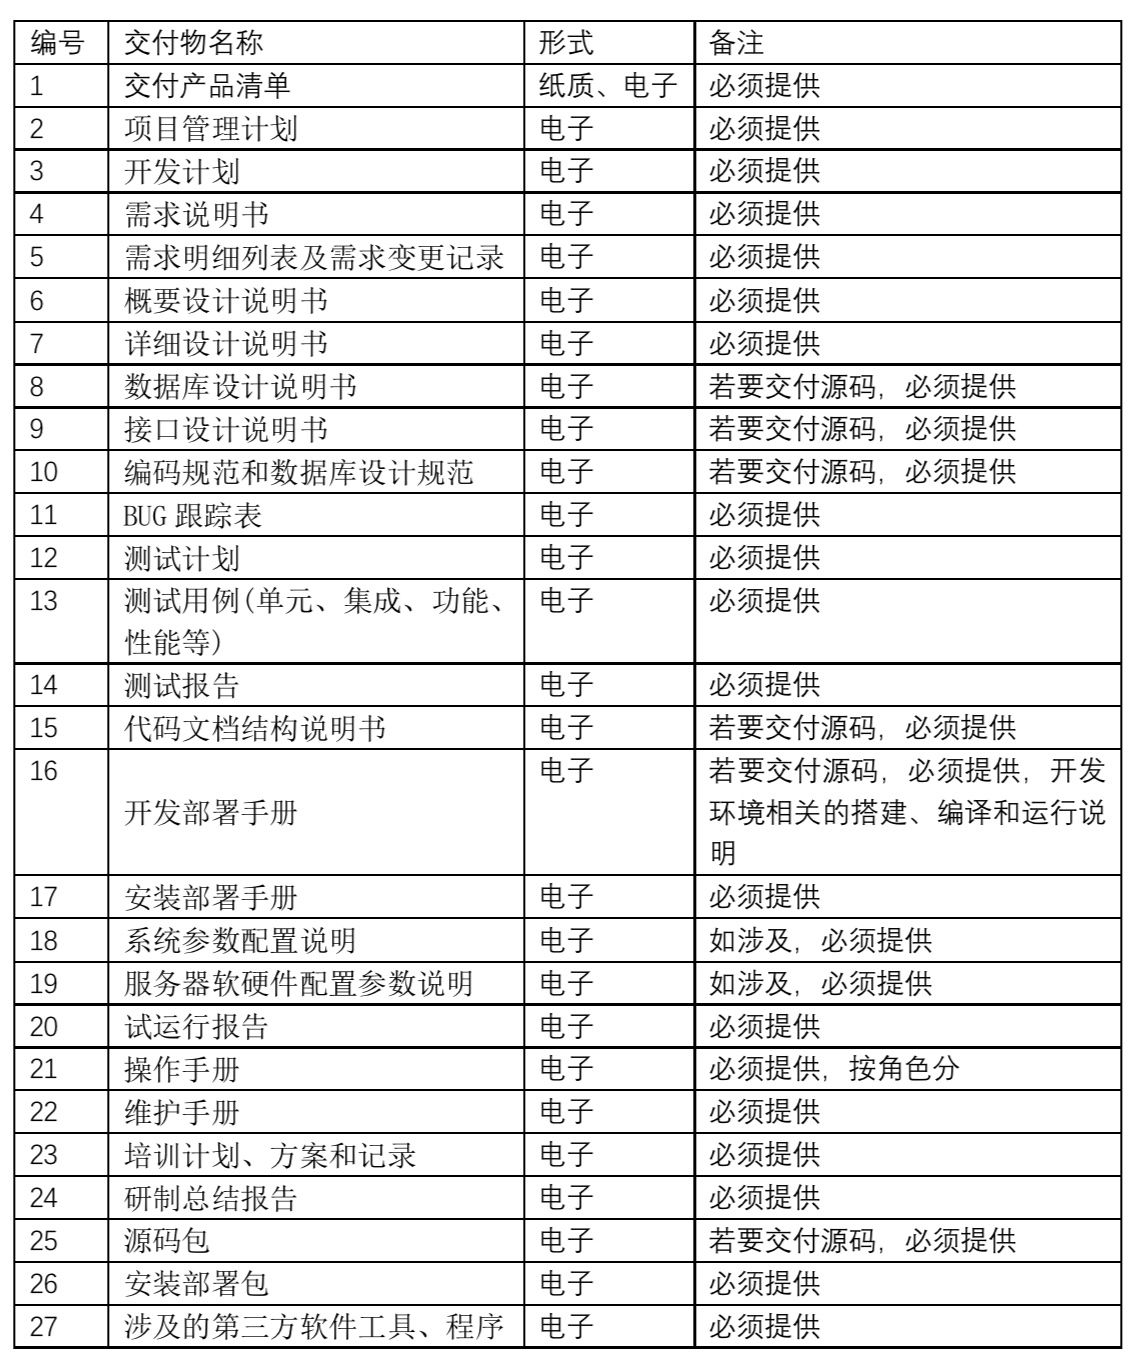 编号 交付物名称 形式 备注
1 交付产品清单 纸质、电子 必须提供
2 项目管理计划 电子 必须提供
3 开发计划 电子 必须提供
4 需求说明书 电子 必须提供
5 需求明细列表及需求变更记录 电子 必须提供
6 概要设计说明书 电子 必须提供
7 详细设计说明书 电子 必须提供
8 数据库设计说明书 电子 若要交付源码，必须提供
9 接口设计说明书 电子 若要交付源码，必须提供
10 编码规范和数据库设计规范 电子 若要交付源码，必须提供
11 BUG 跟踪表 电子 必须提供
12 测试计划 电子 必须提供
13 测试用例(单元、集成、功能、 电子 必须提供
性能等)
14 测试报告 电子 必须提供
15 代码文档结构说明书 电子 若要交付源码，必须提供
16 电子 若要交付源码，必须提供，开发
开发部署手册 环境相关的搭建、编译和运行说
明
17 安装部署手册 电子 必须提供
18 系统参数配置说明 电子 如涉及，必须提供
19 服务器软硬件配置参数说明 电子 如涉及，必须提供
20 试运行报告 电子 必须提供
21 操作手册 电子 必须提供，按角色分
22 维护手册 电子 必须提供
23 培训计划、方案和记录 电子 必须提供
24 研制总结报告 电子 必须提供
25 源码包 电子 若要交付源码，必须提供
26 安装部署包 电子 必须提供
27 涉及的第三方软件工具、程序 电子 必须提供